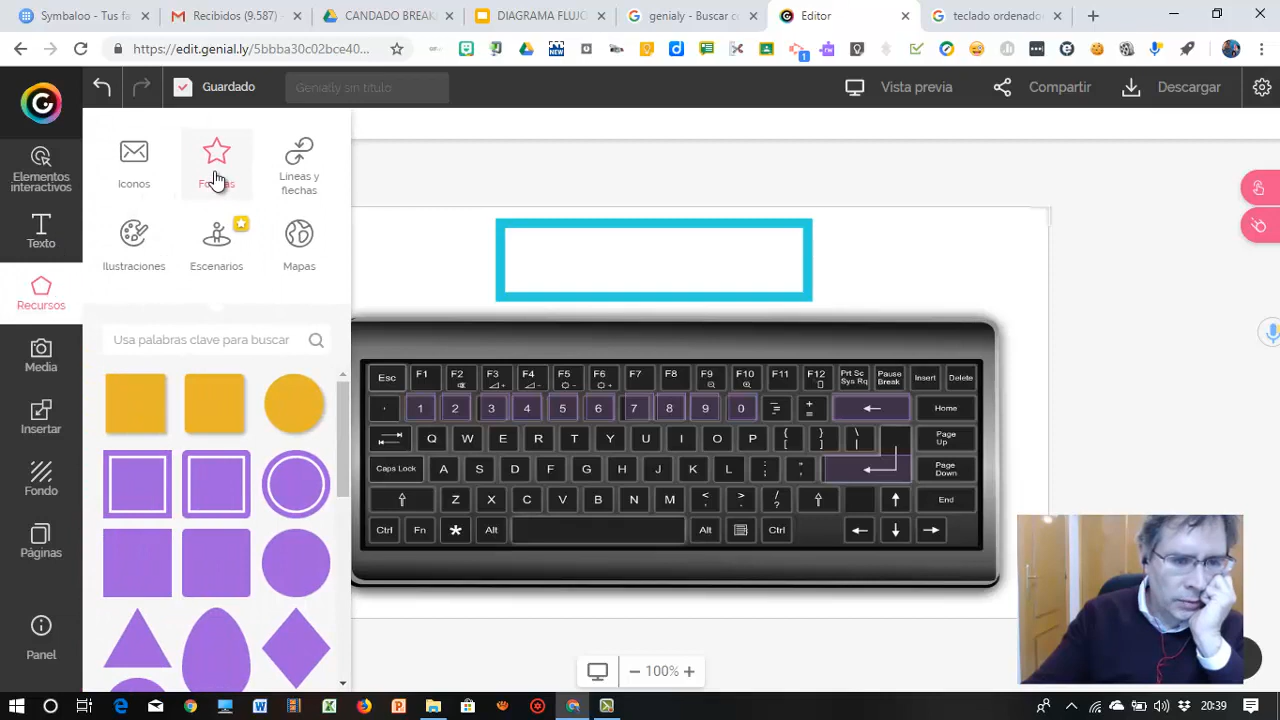 Symbaloo - Tus fa
Recibidos (9.587)
CANDADO BREAK
DIAGRAMA FLUJO
genialy - Buscar c
Editor
teclado ordenado
https://edit.genial.ly/5bbba30c02bce40...
Guardado
Genially sin título
Vista previa
Compartir
Descargar
Elementos
interactivos
Texto
Recursos
Media
Insertar
Fondo
Páginas
Panel
Iconos
Lineas y
flechas
Ilustraciones
Escenarios
Mapas
Usa palabras clave para buscar
Esc F1 F2 F3 F4 F5 F6 F7 F8 F9 F10 F11 F12 Prt Sc Sys Rq Pause Break Insert Delete
1 2 3 4 5 6 7 8 9 0 Home
Q W E R T Y U I O P { [ } ] \ | Page Up
Caps Lock A S D F G H J K L Page Down
Z X C V B N M < > / ? End
Ctrl Fn * Alt Alt Ctrl
100%
20:39